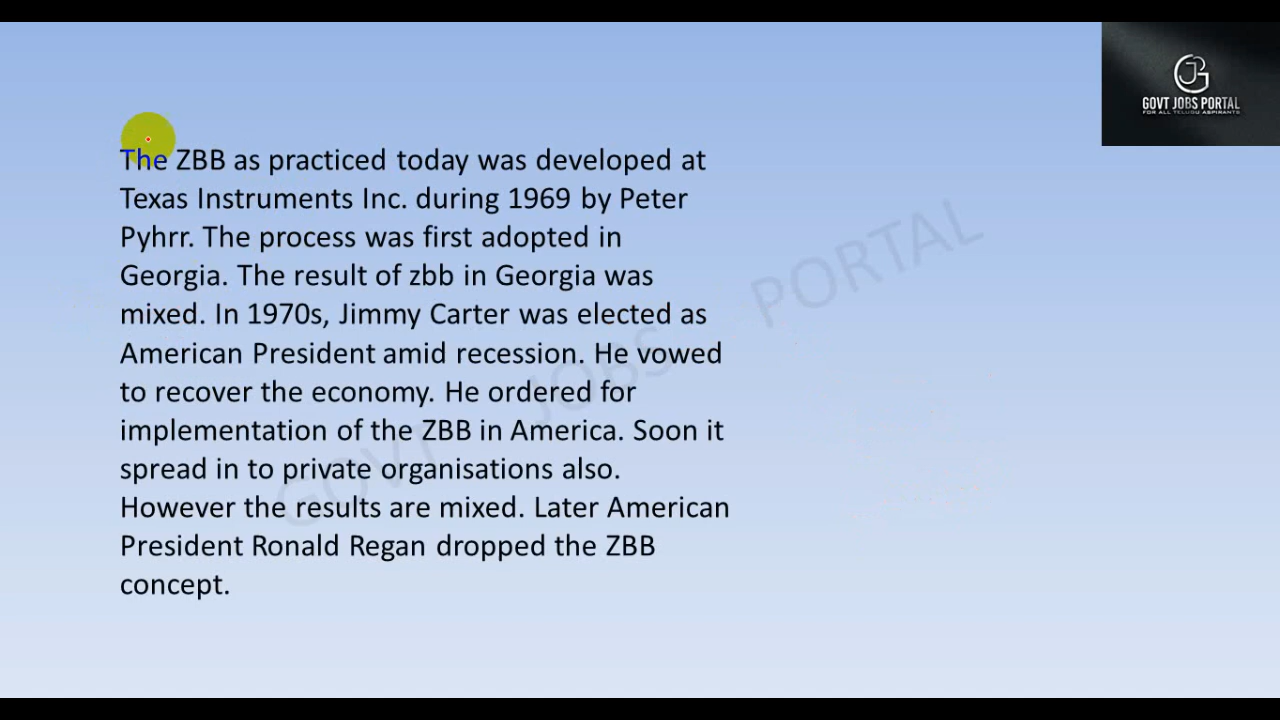 GOVT JOBS PORTAL
FOR ALL TELUGU ASPIRANTS
The ZBB as practiced today was developed at
Texas Instruments Inc. during 1969 by Peter
Pyhrr. The process was first adopted in
Georgia. The result of zbb in Georgia was
mixed. In 1970s, Jimmy Carter was elected as
American President amid recession. He vowed
to recover the economy. He ordered for
implementation of the ZBB in America. Soon it
spread in to private organisations also.
However the results are mixed. Later American
President Ronald Regan dropped the ZBB
concept.
GOVT JOBS PORTAL